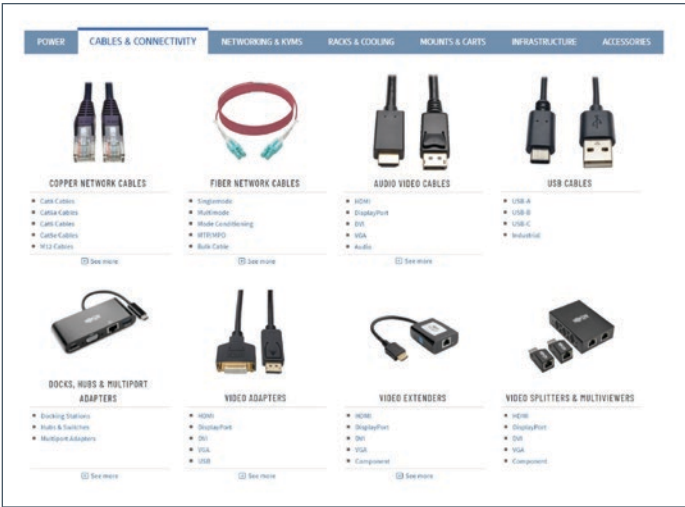 POWER CABLES & CONNECTIVITY NETWORKING & KVMS RACKS & COOLING MOUNTS & CARTS INFRASTRUCTURE ACCESSORIES
COPPER NETWORK CABLES
Cat8 Cables
Cat6a Cables
Cat6 Cables
Cat5e Cables
M12 Cables
See more
FIBER NETWORK CABLES
Singlemode
Multimode
Mode Conditioning
MTP/MPO
Bulk Cable
See more
AUDIO VIDEO CABLES
HDMI
DisplayPort
DVI
VGA
Audio
See more
USB CABLES
USB-A
USB-B
USB-C
Industrial
DOCKS, HUBS & MULTIPORT
ADAPTERS
Docking Stations
Hubs & Switches
Multiport Adapters
See more
VIDEO ADAPTERS
HDMI
DisplayPort
DVI
VGA
USB
See more
VIDEO EXTENDERS
HDMI
DisplayPort
DVI
VGA
Component
See more
VIDEO SPLITTERS & MULTIVIEWERS
HDMI
DisplayPort
DVI
VGA
Component